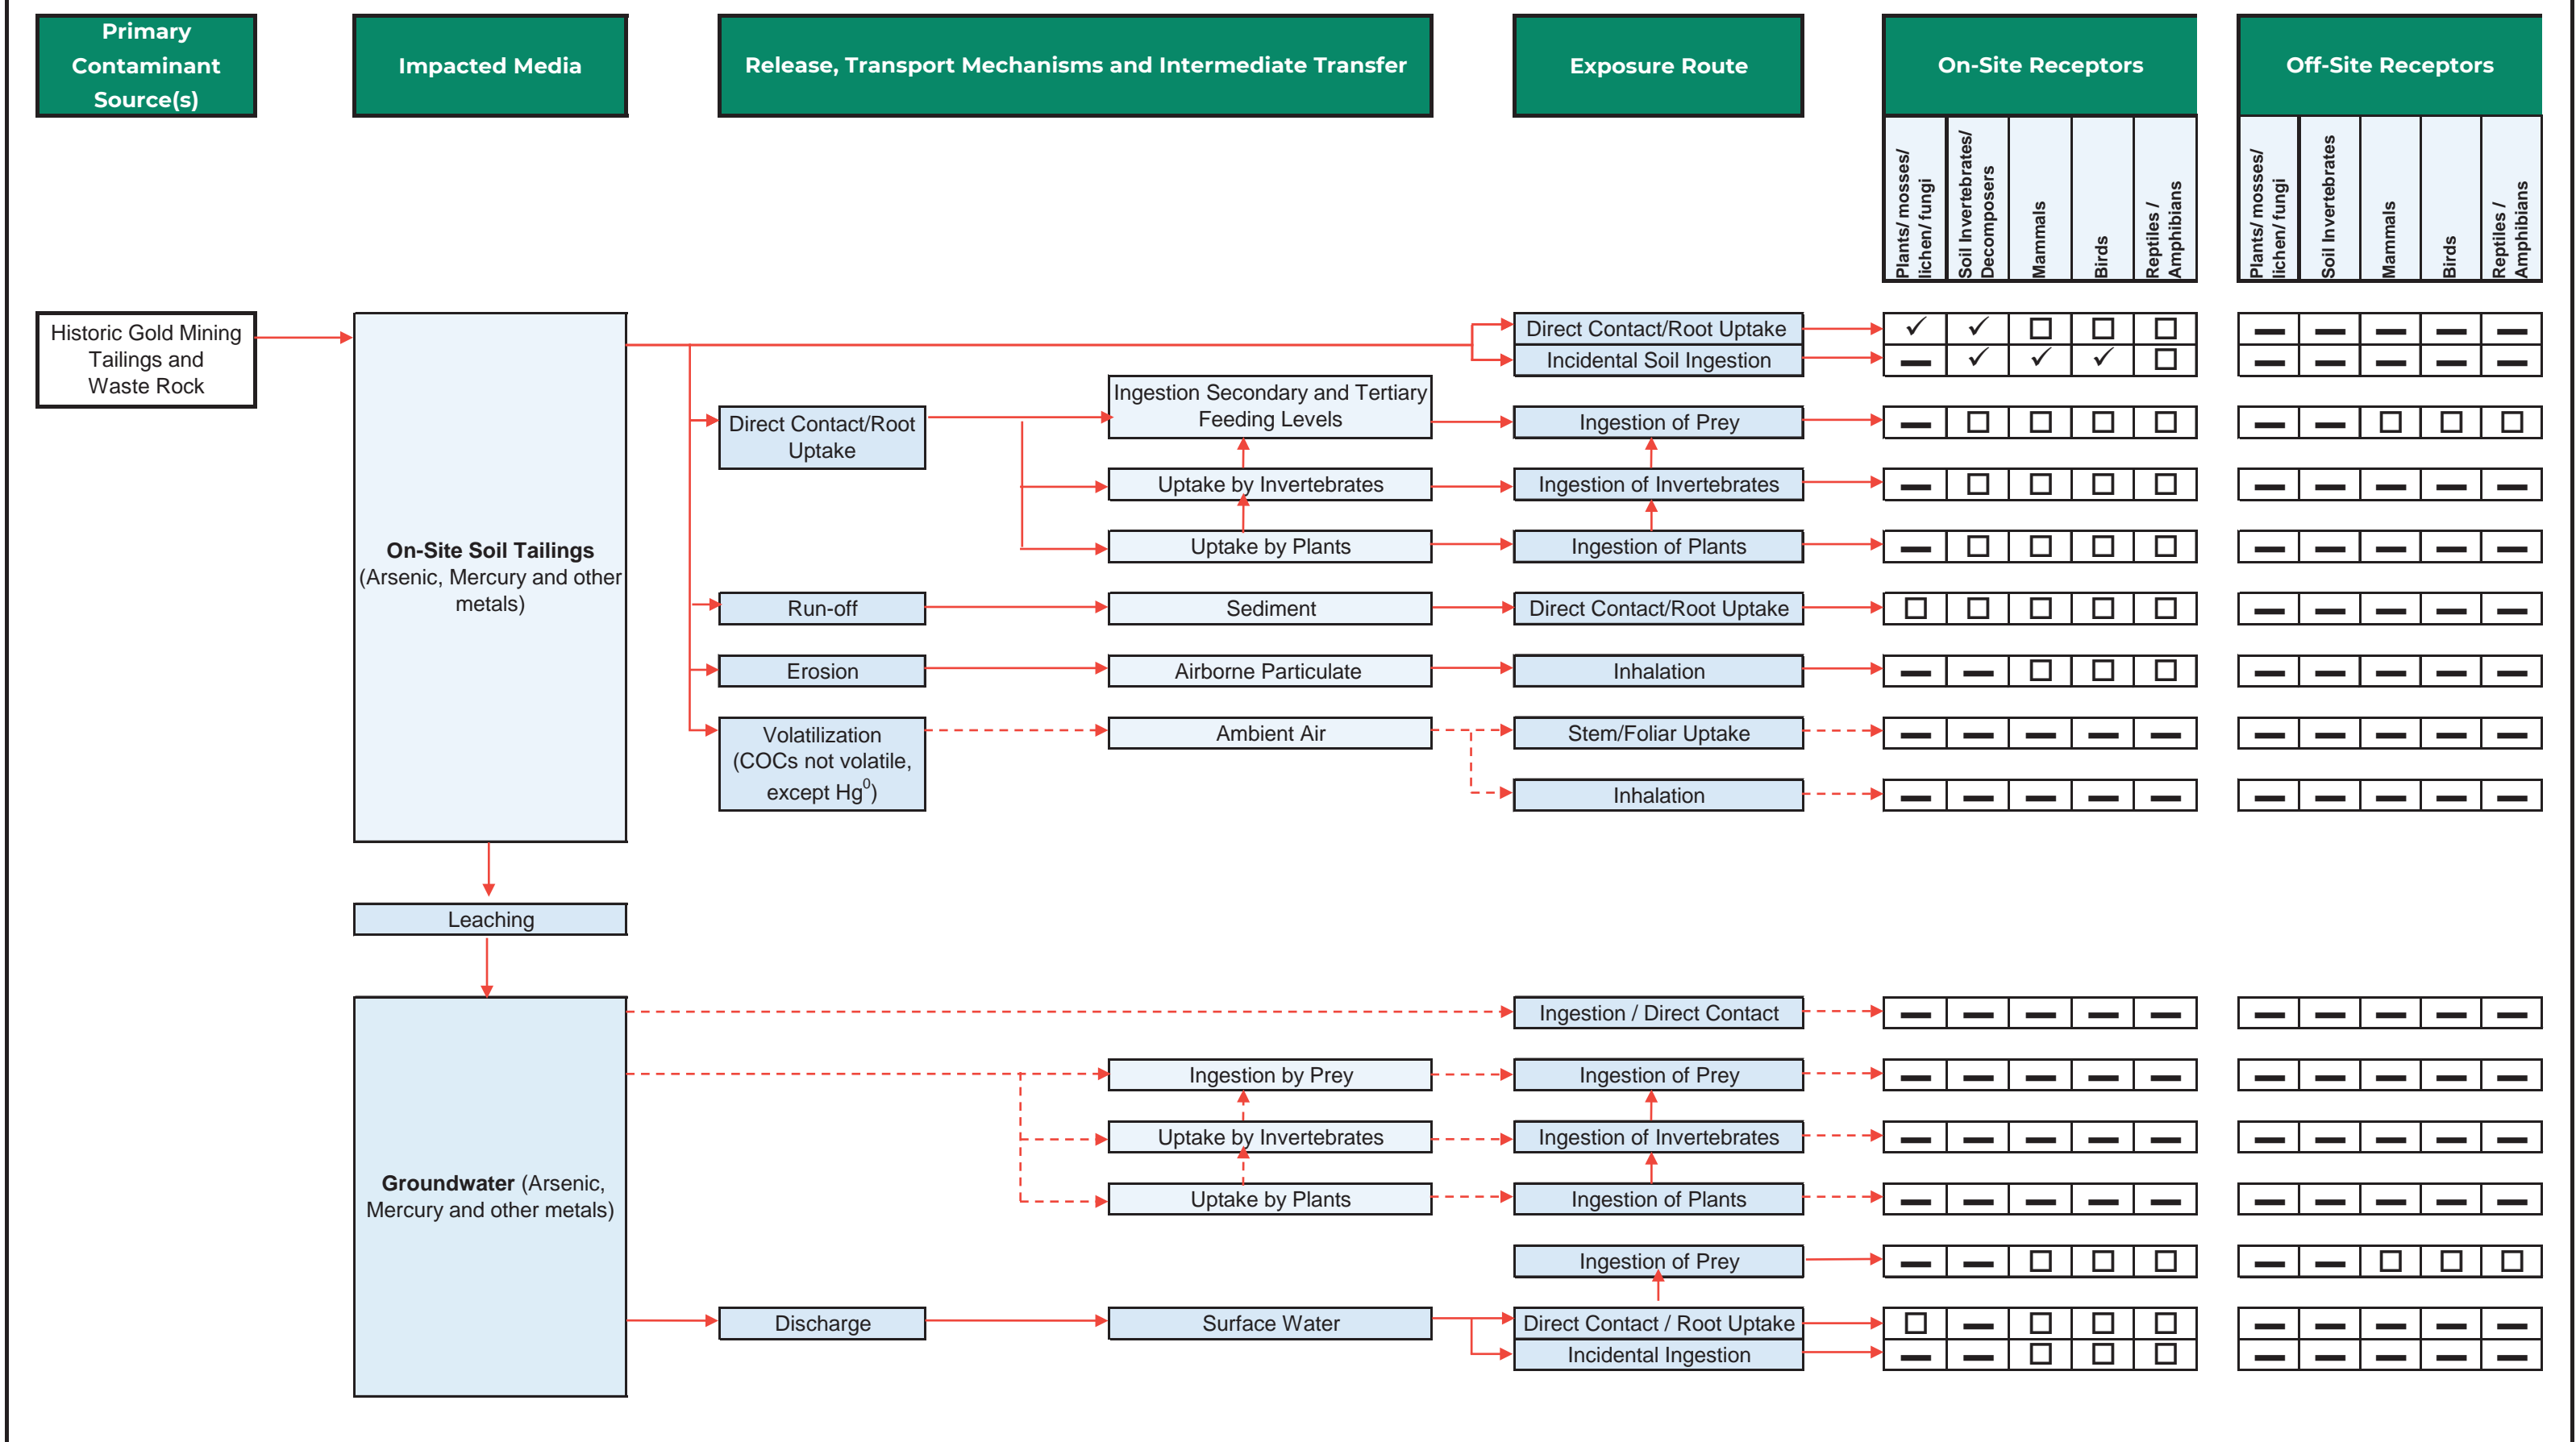 Primary
Contaminant
Source(s)
Impacted Media
Release, Transport Mechanisms and Intermediate Transfer
Exposure Route
On-Site Receptors
Off-Site Receptors
Plants/ mosses/
lichen/ fungi
Soil Invertebrates/
Decomposers
Mammals
Birds
Reptiles /
Amphibians
Plants/ mosses/
lichen/ fungi
Soil Invertebrates
Mammals
Birds
Reptiles /
Amphibians
Historic Gold Mining
Tailings and
Waste Rock
On-Site Soil Tailings
(Arsenic, Mercury and other
metals)
Direct Contact/Root Uptake
Incidental Soil Ingestion
Direct Contact/Root
Uptake
Ingestion Secondary and Tertiary
Feeding Levels
Ingestion of Prey
Uptake by Invertebrates
Ingestion of Invertebrates
Uptake by Plants
Ingestion of Plants
Run-off
Sediment
Direct Contact/Root Uptake
Erosion
Airborne Particulate
Inhalation
Volatilization
(COCs not volatile,
except Hg⁰)
Ambient Air
Stem/Foliar Uptake
Inhalation
Leaching
Groundwater (Arsenic,
Mercury and other metals)
Ingestion / Direct Contact
Ingestion by Prey
Ingestion of Prey
Uptake by Invertebrates
Ingestion of Invertebrates
Uptake by Plants
Ingestion of Plants
Ingestion of Prey
Discharge
Surface Water
Direct Contact / Root Uptake
Incidental Ingestion